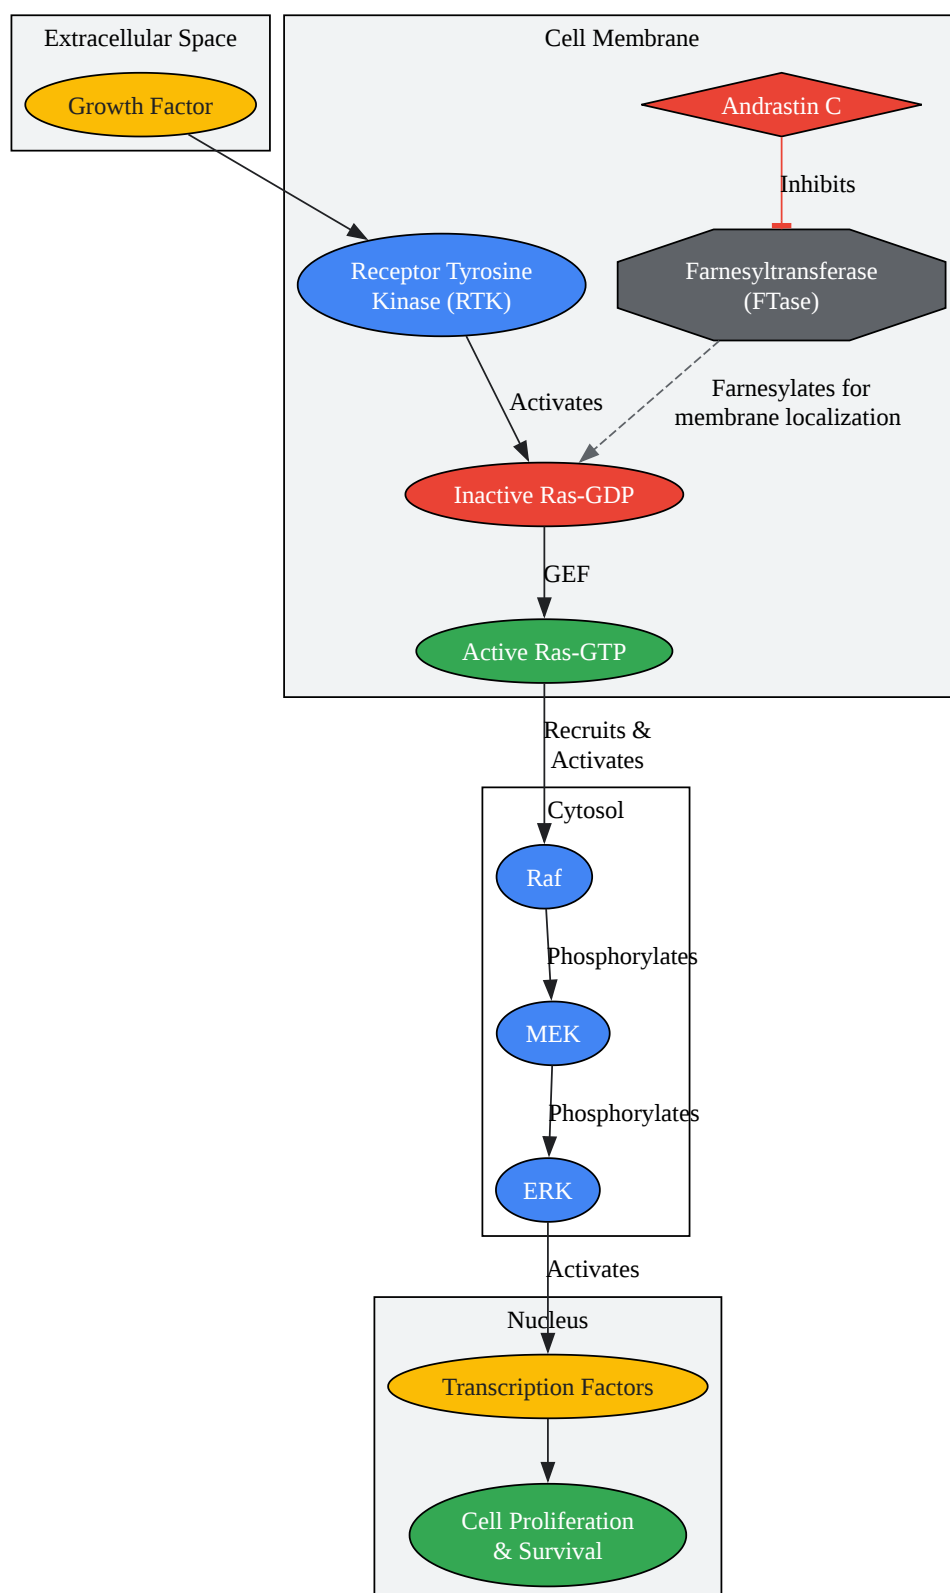 Extracellular Space
Cell Membrane
Growth Factor
Andrastin C
Inhibits
Receptor Tyrosine
Kinase (RTK)
Farnesyltransferase
(FTase)
Activates
Farnesylates for
membrane localization
Inactive Ras-GDP
GEF
Active Ras-GTP
Recruits &
Activates
Cytosol
Raf
Phosphorylates
MEK
Phosphorylates
ERK
Activates
Nucleus
Transcription Factors
Cell Proliferation
& Survival